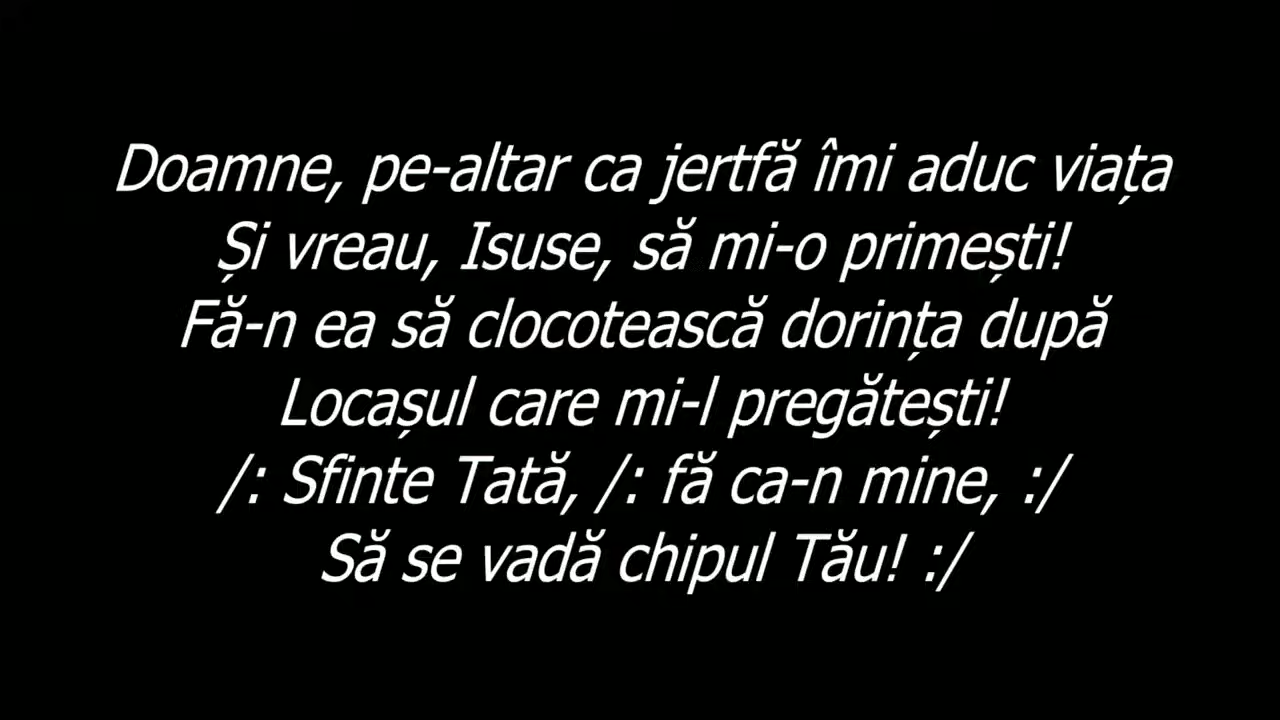 Doamne, pe-altar ca jertfă îmi aduc viața
Și vreau, Isuse, să mi-o primești!
Fă-n ea să clocotească dorința după
Locașul care mi-l pregătești!
/: Sfinte Tată, /: fă ca-n mine, :/
Să se vadă chipul Tău! :/